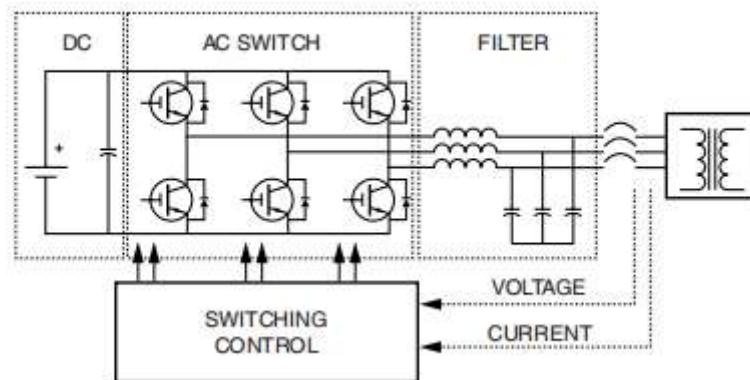 DC
AC SWITCH
FILTER
+
VOLTAGE
SWITCHING
CONTROL
CURRENT